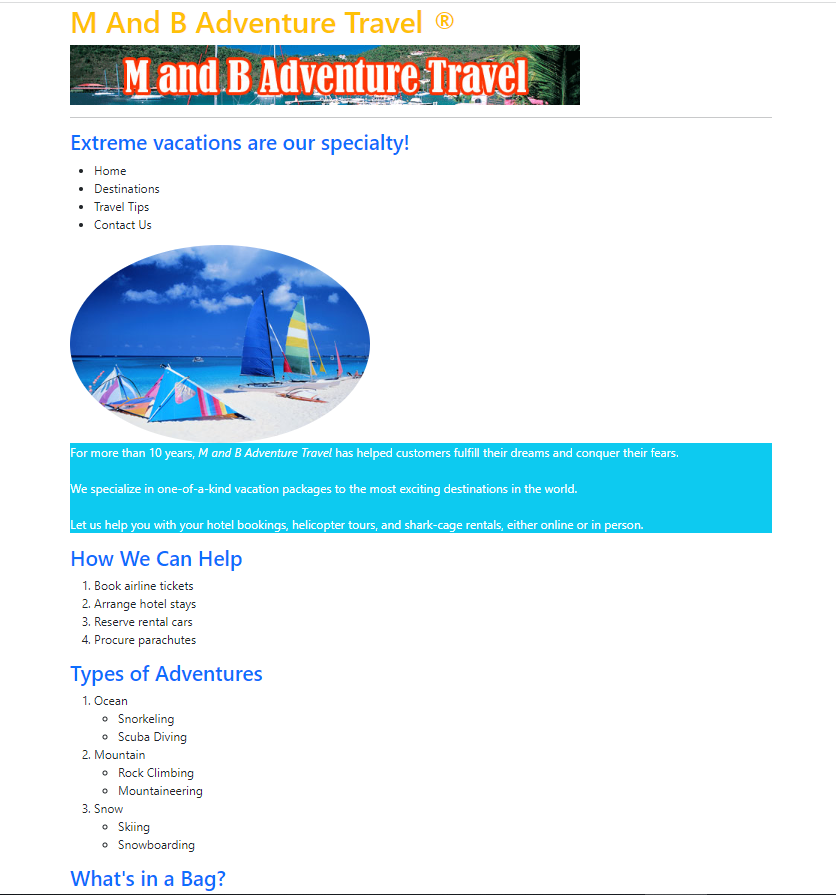 M And B Adventure Travel ®
M and B Adventure Travel
Extreme vacations are our specialty!
• Home
• Destinations
• Travel Tips
• Contact Us
For more than 10 years, M and B Adventure Travel has helped customers fulfill their dreams and conquer their fears.
We specialize in one-of-a-kind vacation packages to the most exciting destinations in the world.
Let us help you with your hotel bookings, helicopter tours, and shark-cage rentals, either online or in person.
How We Can Help
1. Book airline tickets
2. Arrange hotel stays
3. Reserve rental cars
4. Procure parachutes
Types of Adventures
1. Ocean
◦ Snorkeling
◦ Scuba Diving
2. Mountain
◦ Rock Climbing
◦ Mountaineering
3. Snow
◦ Skiing
◦ Snowboarding
What's in a Bag?